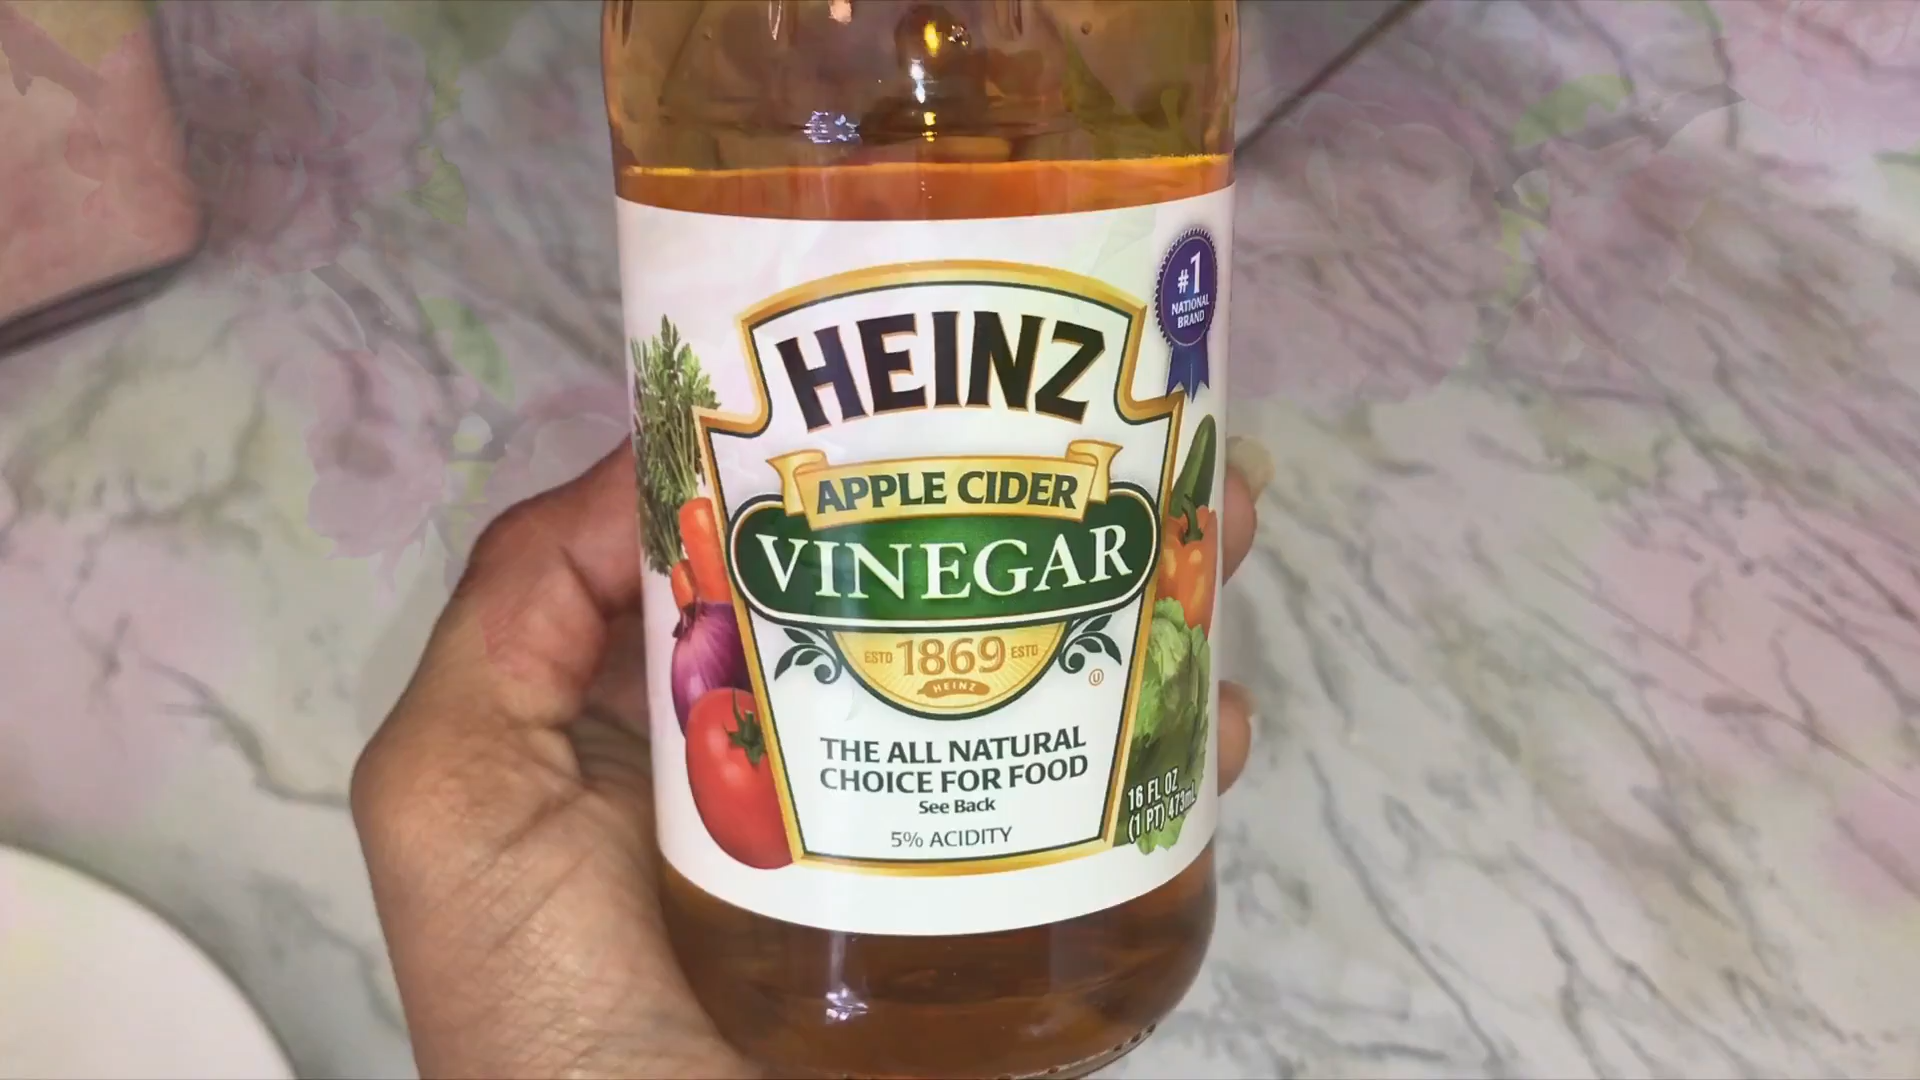 #1
NATIONAL
BRAND
HEINZ
APPLE CIDER
VINEGAR
ESTD 1869 ESTD
HEINZ
U
THE ALL NATURAL
CHOICE FOR FOOD
See Back
5% ACIDITY
16 FL OZ
(1 PT) 473mL